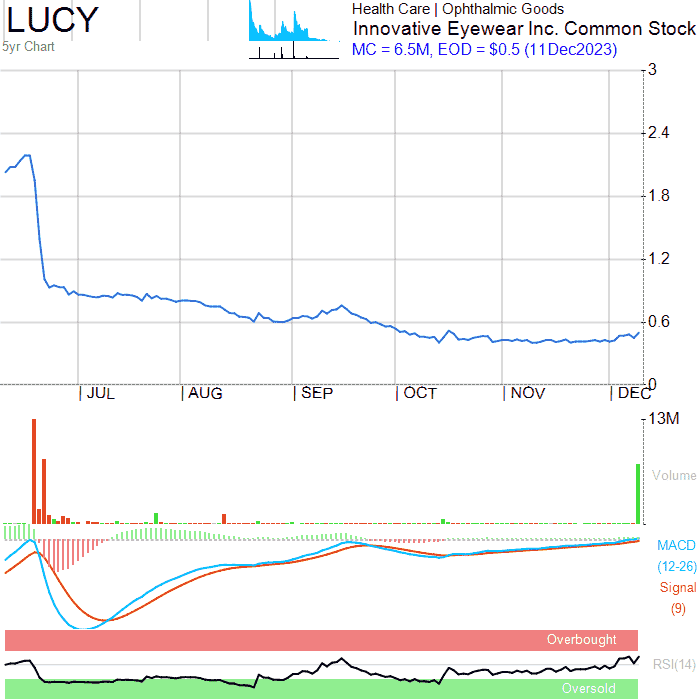 LUCY
5yr Chart
Health Care | Ophthalmic Goods
Innovative Eyewear Inc. Common Stock
MC = 6.5M, EOD = $0.5 (11Dec2023)
3
2.4
1.8
1.2
0.6
0
JUL AUG SEP OCT NOV DEC
13M
Volume
MACD
(12-26)
Signal
(9)
Overbought
RSI(14)
Oversold